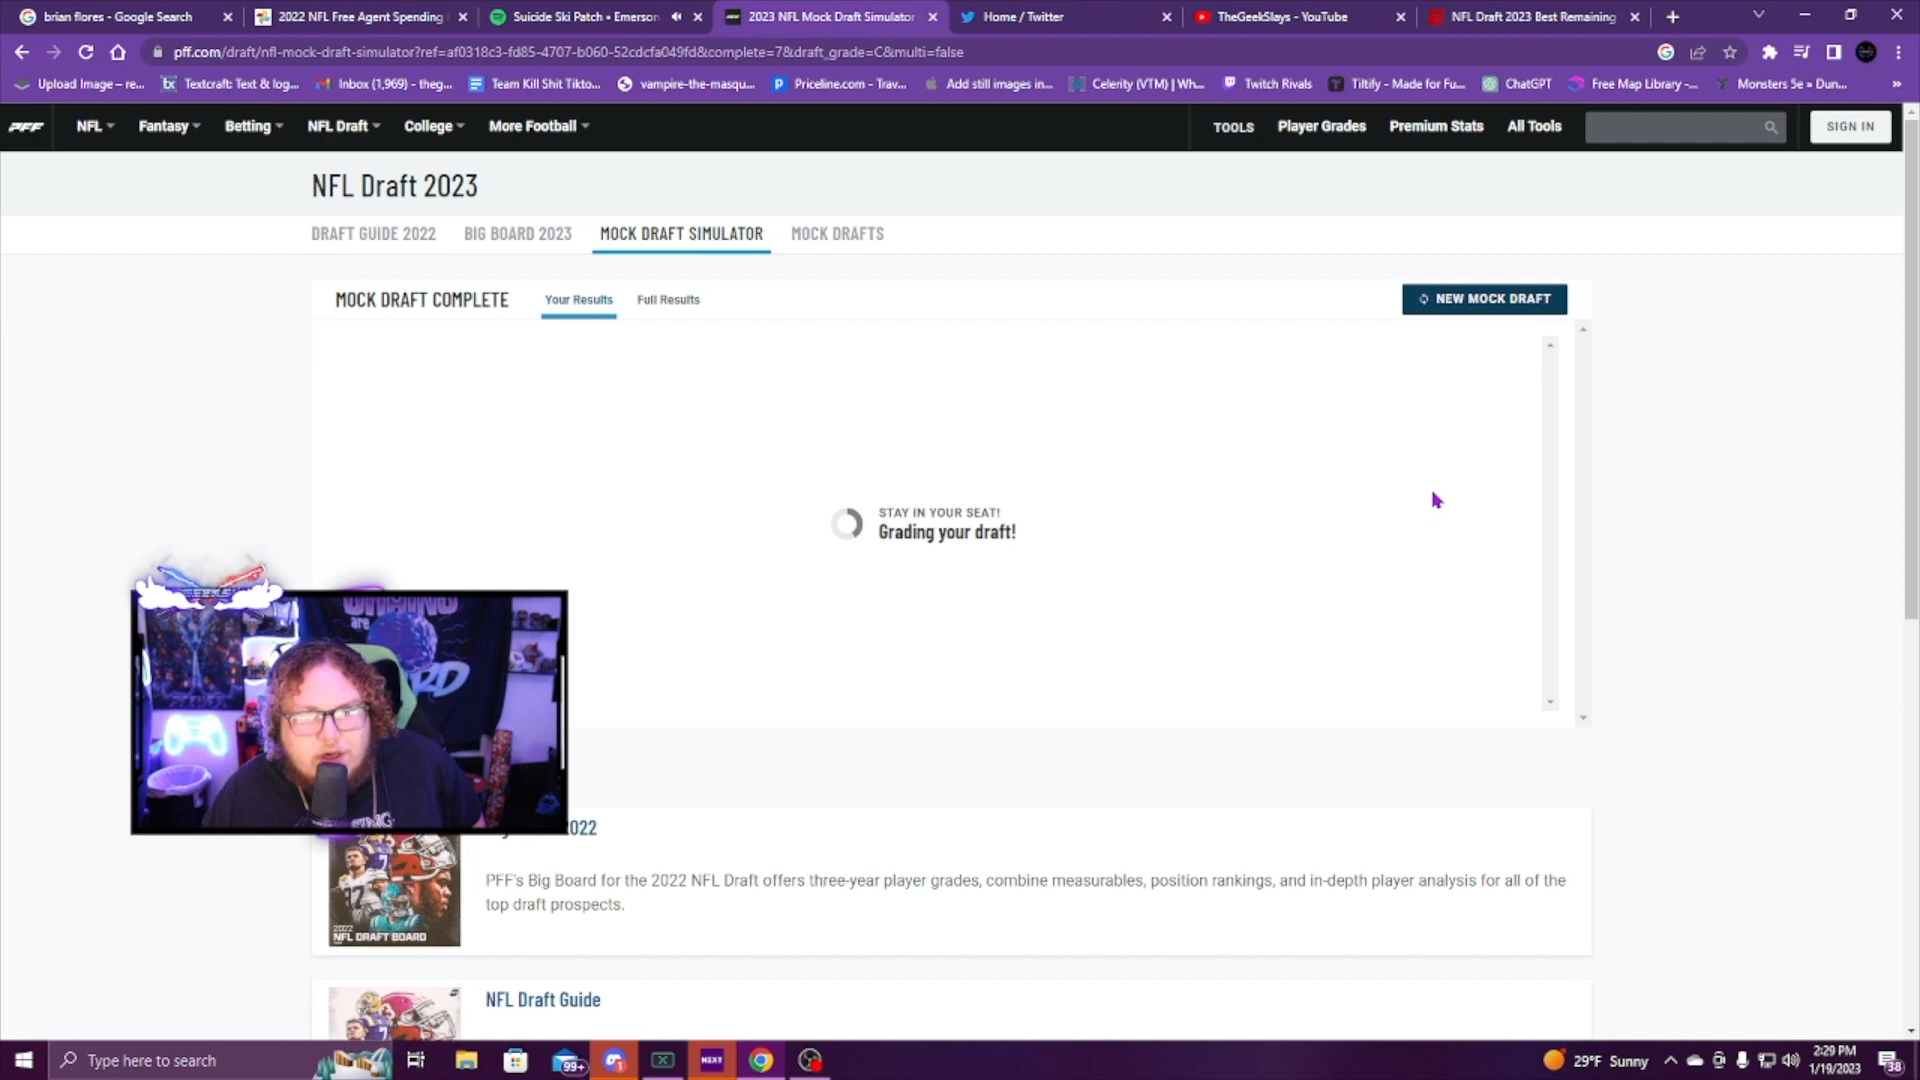 brian flores - Google Search
2022 NFL Free Agent Spending
Suicide Ski Patch • Emerson
2023 NFL Mock Draft Simulator
Home / Twitter
TheGeekSlays - YouTube
NFL Draft 2023 Best Remaining
pff.com/draft/nfl-mock-draft-simulator?ref=af0318c3-fd85-4707-b060-52cdcfa049fd&complete=7&draft_grade=C&multi=false
Upload Image – re...
Textcraft: Text & log...
Inbox (1,969) – theg...
Team Kill Shit Tikto...
vampire-the-masqu...
Priceline.com - Trav...
Add still images in...
Celerity (VTM) | Wh...
Twitch Rivals
Tiltify - Made for Fu...
ChatGPT
Free Map Library –...
Monsters 5e » Dun...
PFF
NFL
Fantasy
Betting
NFL Draft
College
More Football
TOOLS
Player Grades
Premium Stats
All Tools
SIGN IN
NFL Draft 2023
DRAFT GUIDE 2022
BIG BOARD 2023
MOCK DRAFT SIMULATOR
MOCK DRAFTS
MOCK DRAFT COMPLETE
Your Results
Full Results
NEW MOCK DRAFT
STAY IN YOUR SEAT!
Grading your draft!
are
2022
PFF's Big Board for the 2022 NFL Draft offers three-year player grades, combine measurables, position rankings, and in-depth player analysis for all of the
top draft prospects.
2022
NFL DRAFT BOARD
NFL Draft Guide
Type here to search
99+
1
NZXT
29°F Sunny
2:29 PM
1/19/2023
38